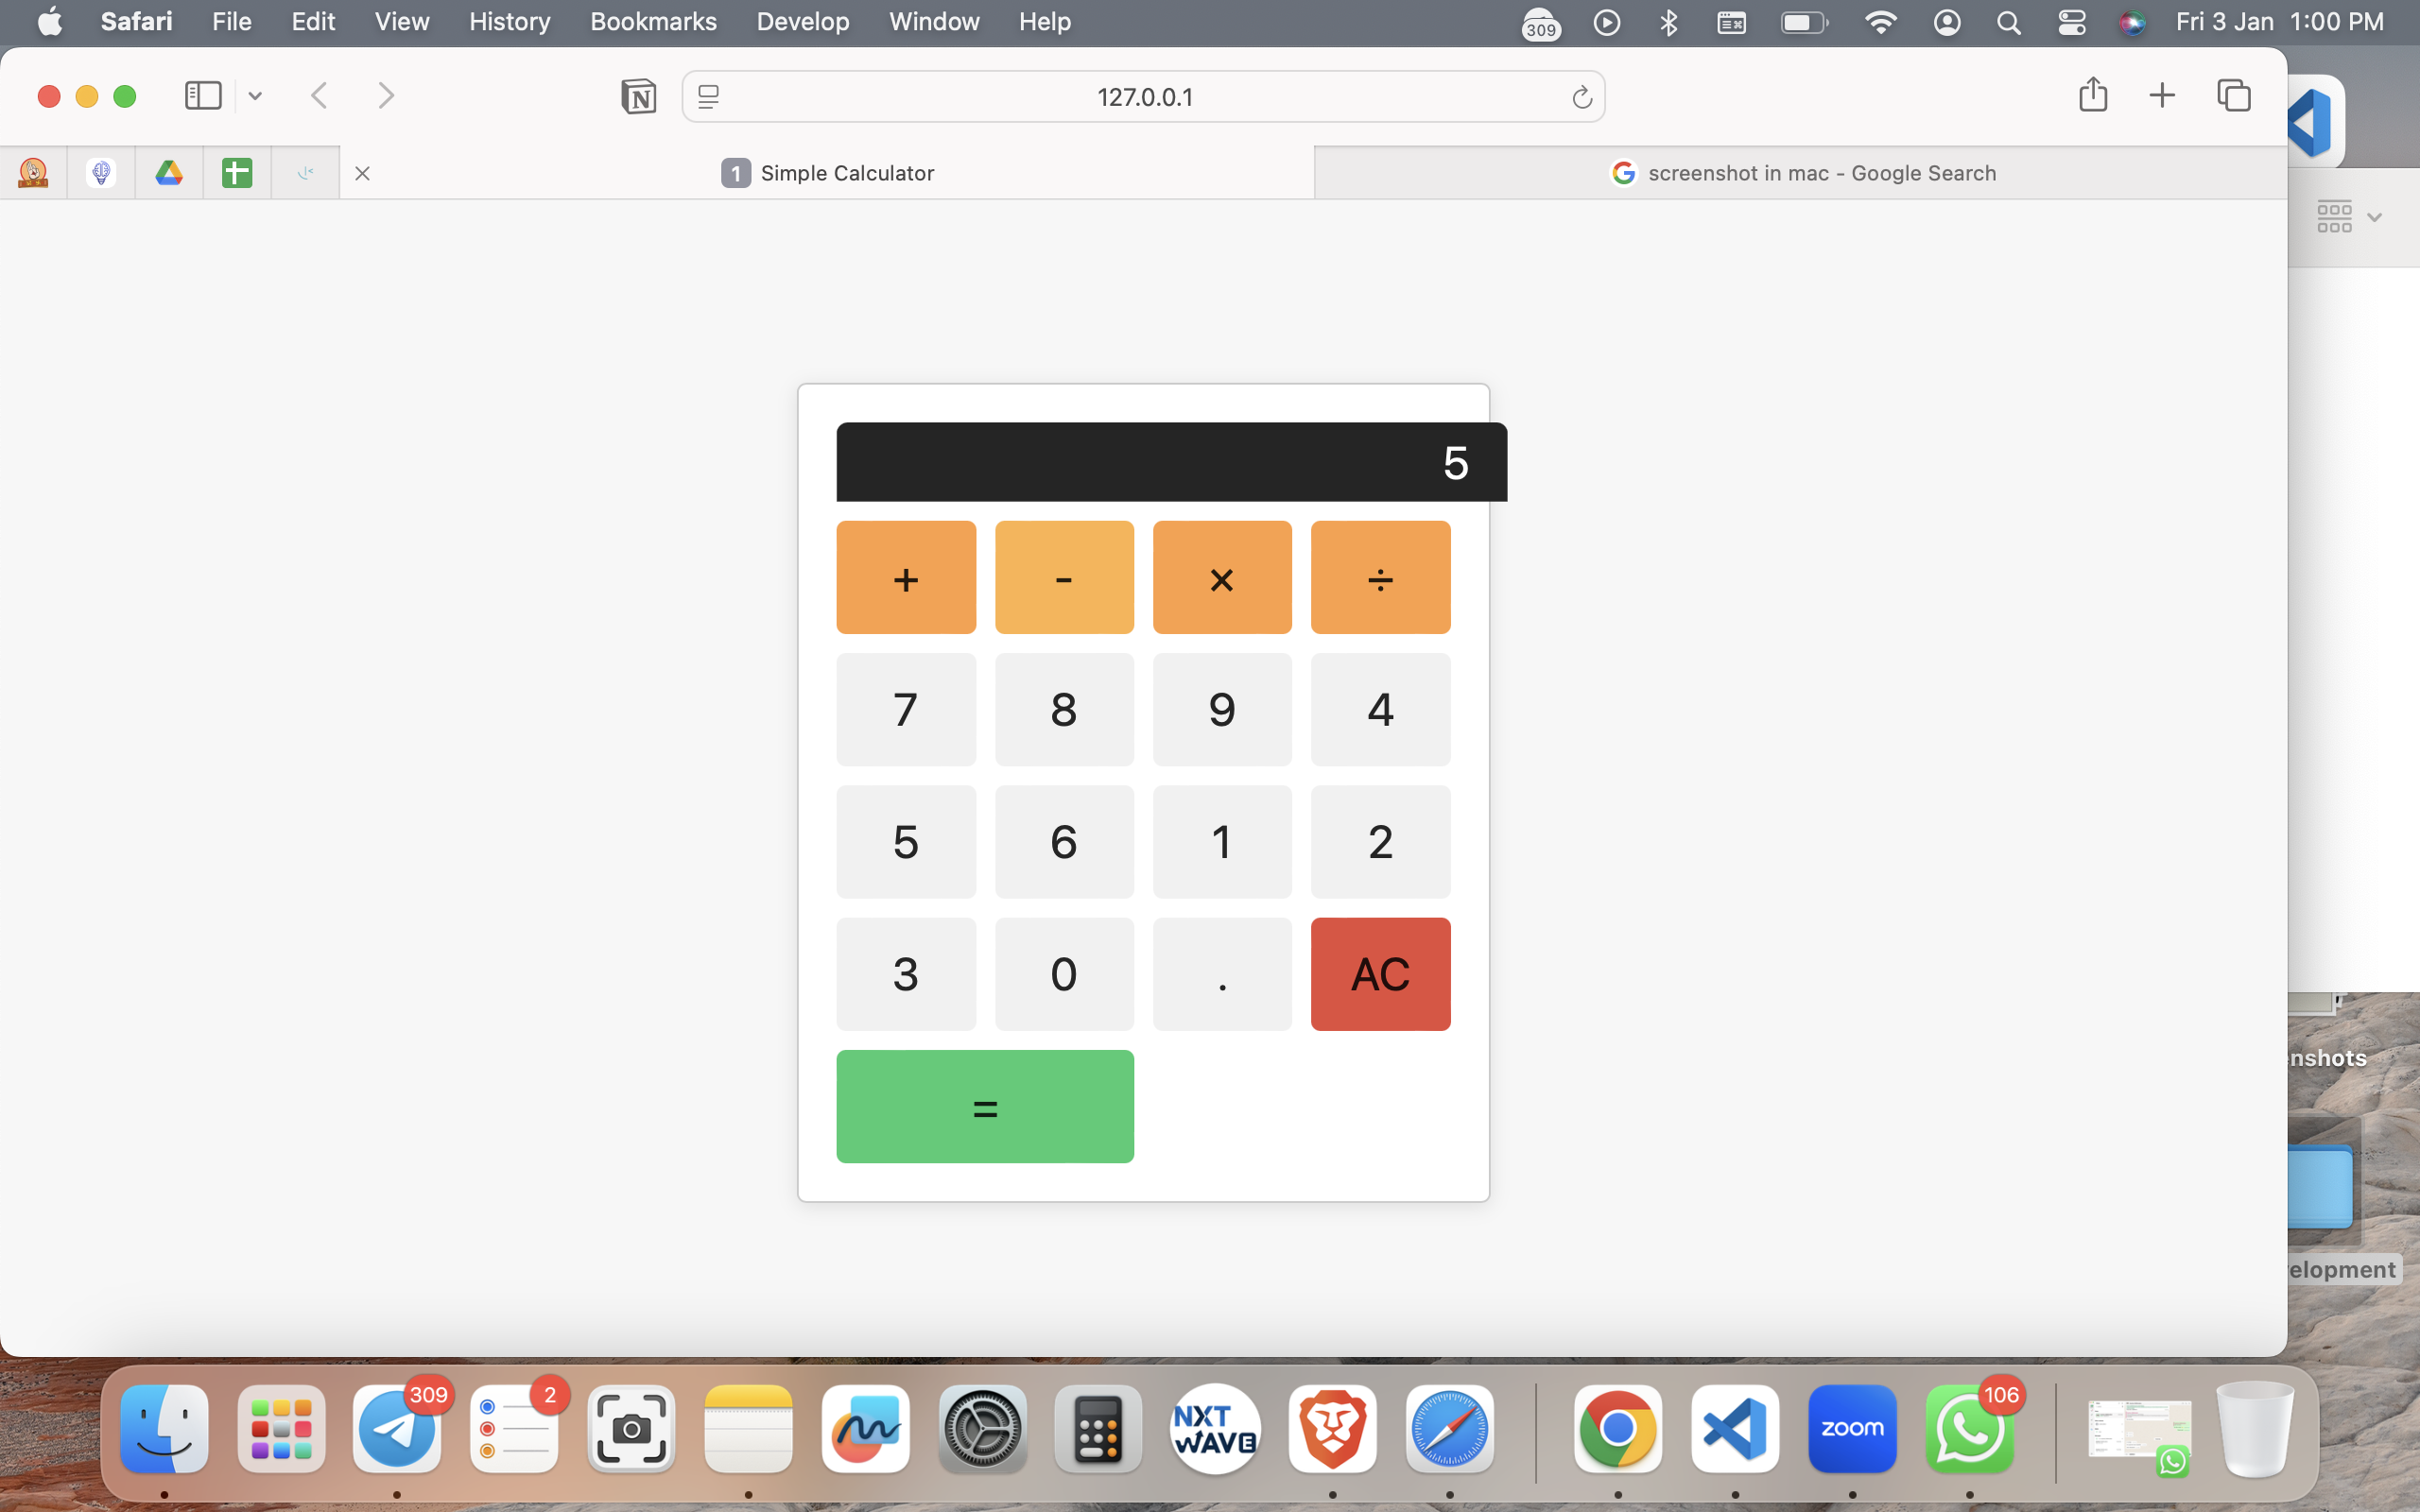 Safari File Edit View History Bookmarks Develop Window Help 309 Fri 3 Jan 1:00 PM
N 127.0.0.1
1 Simple Calculator screenshot in mac - Google Search
5
+ - × ÷
7 8 9 4
5 6 1 2
3 0 . AC
=
enshots
elopment
309 2 106
NXT
WAVE
zoom